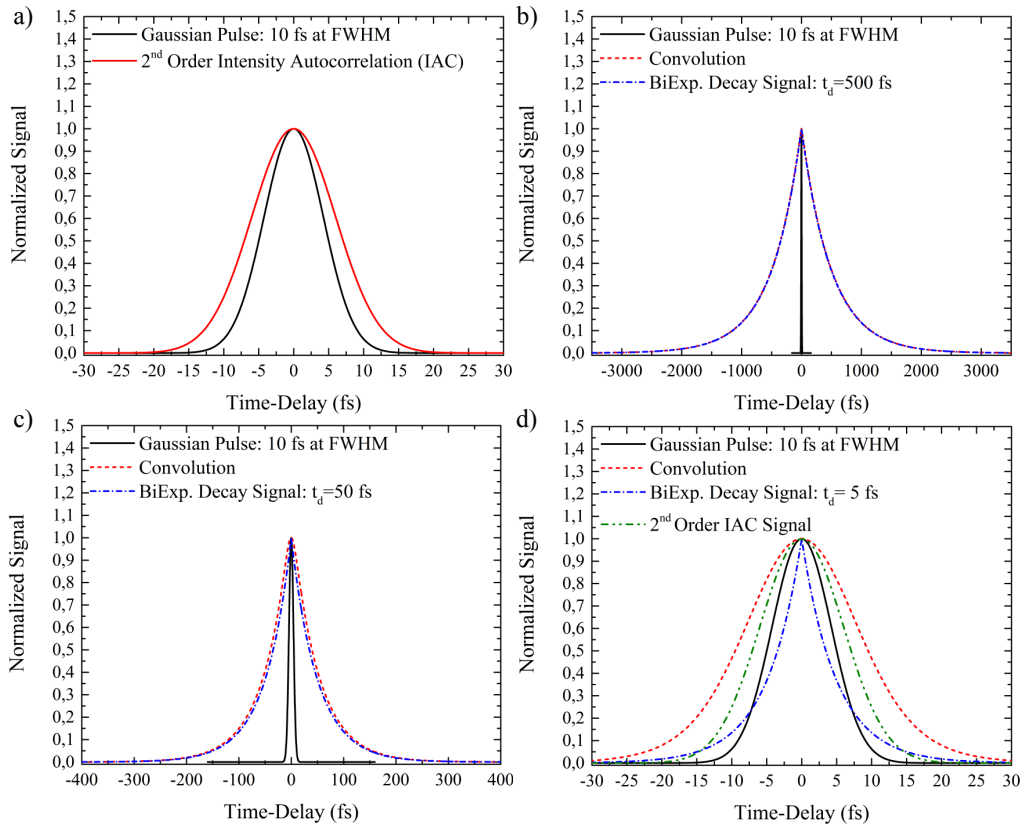 a)
1,5
1,4
1,3
1,2
1,1
1,0
0,9
0,8
0,7
0,6
0,5
0,4
0,3
0,2
0,1
0,0
Normalized Signal
Gaussian Pulse: 10 fs at FWHM
2nd Order Intensity Autocorrelation (IAC)
-30 -25 -20 -15 -10 -5 0 5 10 15 20 25 30
Time-Delay (fs)
b)
1,5
1,4
1,3
1,2
1,1
1,0
0,9
0,8
0,7
0,6
0,5
0,4
0,3
0,2
0,1
0,0
Normalized Signal
Gaussian Pulse: 10 fs at FWHM
Convolution
BiExp. Decay Signal: td=500 fs
-3000 -2000 -1000 0 1000 2000 3000
Time-Delay (fs)
c)
1,5
1,4
1,3
1,2
1,1
1,0
0,9
0,8
0,7
0,6
0,5
0,4
0,3
0,2
0,1
0,0
Normalized Signal
Gaussian Pulse: 10 fs at FWHM
Convolution
BiExp. Decay Signal: td=50 fs
-400 -300 -200 -100 0 100 200 300 400
Time-Delay (fs)
d)
1,5
1,4
1,3
1,2
1,1
1,0
0,9
0,8
0,7
0,6
0,5
0,4
0,3
0,2
0,1
0,0
Normalized Signal
Gaussian Pulse: 10 fs at FWHM
Convolution
BiExp. Decay Signal: td= 5 fs
2nd Order IAC Signal
-30 -25 -20 -15 -10 -5 0 5 10 15 20 25 30
Time-Delay (fs)